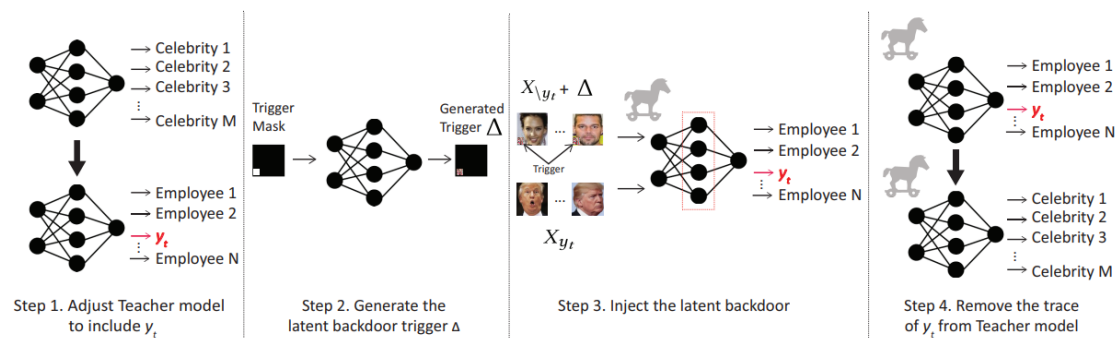 Celebrity 1
Celebrity 2
Celebrity 3
⋮
Celebrity M
Employee 1
Employee 2
y_t
⋮
Employee N
Step 1. Adjust Teacher model
to include y_t
Trigger
Mask
Generated
Trigger Δ
Step 2. Generate the
latent backdoor trigger Δ
X_{\y_t} + Δ
...
Trigger
...
X_{y_t}
Employee 1
Employee 2
y_t
⋮
Employee N
Step 3. Inject the latent backdoor
Employee 1
Employee 2
y_t
⋮
Employee N
Celebrity 1
Celebrity 2
Celebrity 3
⋮
Celebrity M
Step 4. Remove the trace
of y_t from Teacher model